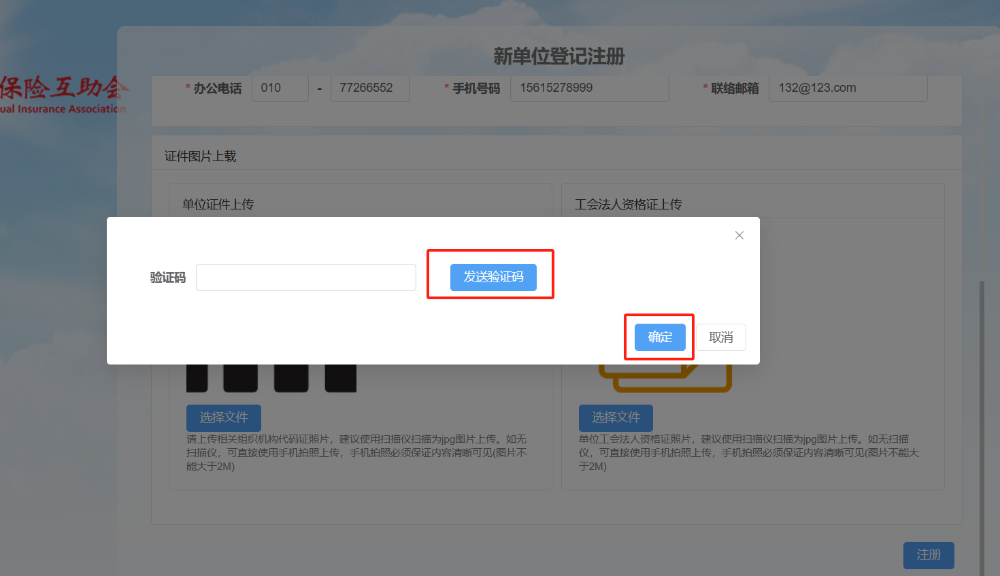 新单位登记注册
保险互助会
ual Insurance Association
* 办公电话 010 - 77266552 * 手机号码 15615278999 * 联络邮箱 132@123.com
证件图片上载
单位证件上传 工会法人资格证上传
验证码 发送验证码
确定 取消
选择文件
请上传相关组织机构代码证照片，建议使用扫描仪扫描为jpg图片上传。如无
扫描仪，可直接使用手机拍照上传，手机拍照必须保证内容清晰可见(图片不
能大于2M)
选择文件
单位工会法人资格证照片，建议使用扫描仪扫描为jpg图片上传。如无扫描
仪，可直接使用手机拍照上传，手机拍照必须保证内容清晰可见(图片不能大
于2M)
注册